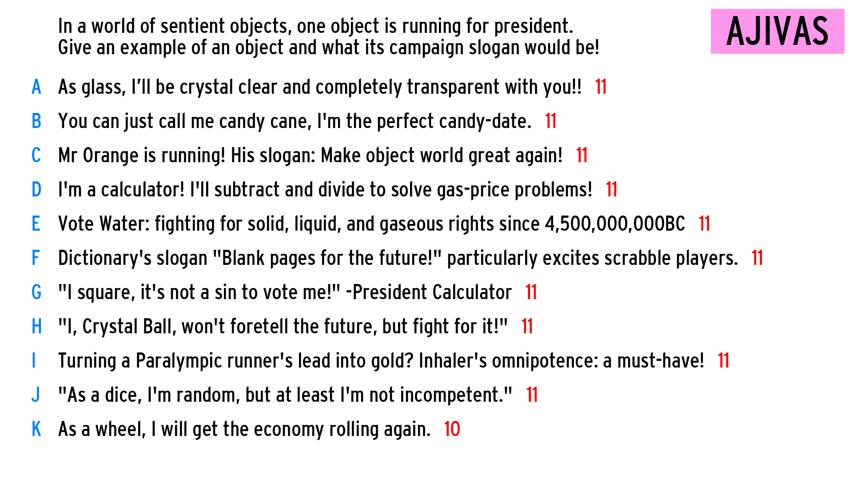 In a world of sentient objects, one object is running for president.
Give an example of an object and what its campaign slogan would be!
AJIVAS
A As glass, I'll be crystal clear and completely transparent with you!! 11
B You can just call me candy cane, I'm the perfect candy-date. 11
C Mr Orange is running! His slogan: Make object world great again! 11
D I'm a calculator! I'll subtract and divide to solve gas-price problems! 11
E Vote Water: fighting for solid, liquid, and gaseous rights since 4,500,000,000BC 11
F Dictionary's slogan "Blank pages for the future!" particularly excites scrabble players. 11
G "I square, it's not a sin to vote me!" -President Calculator 11
H "I, Crystal Ball, won't foretell the future, but fight for it!" 11
I Turning a Paralympic runner's lead into gold? Inhaler's omnipotence: a must-have! 11
J "As a dice, I'm random, but at least I'm not incompetent." 11
K As a wheel, I will get the economy rolling again. 10